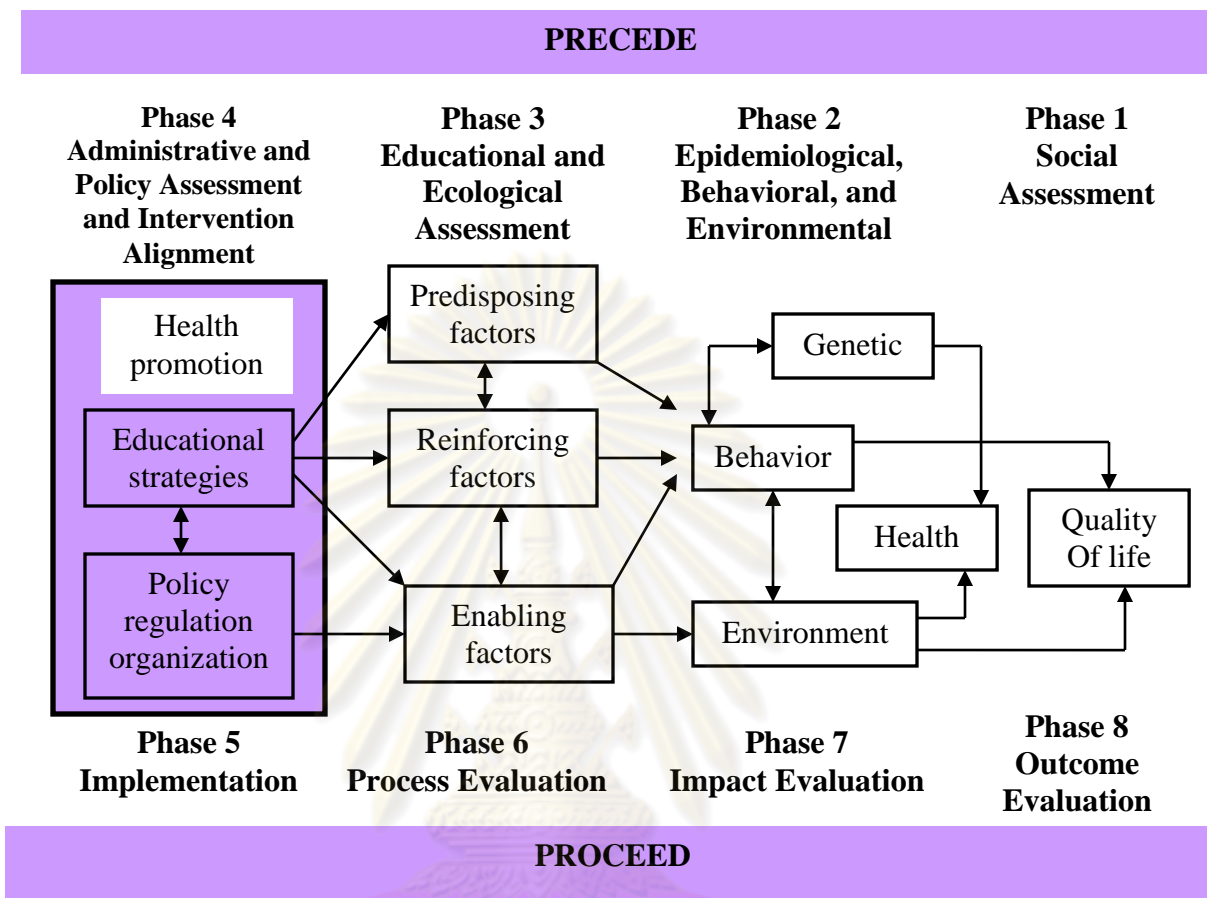 PRECEDE
Phase 4
Administrative and
Policy Assessment
and Intervention
Alignment
Phase 3
Educational and
Ecological
Assessment
Phase 2
Epidemiological,
Behavioral, and
Environmental
Phase 1
Social
Assessment
Health
promotion
Educational
strategies
Policy
regulation
organization
Predisposing
factors
Reinforcing
factors
Enabling
factors
Genetic
Behavior
Health
Environment
Quality
Of life
Phase 5
Implementation
Phase 6
Process Evaluation
Phase 7
Impact Evaluation
Phase 8
Outcome
Evaluation
PROCEED